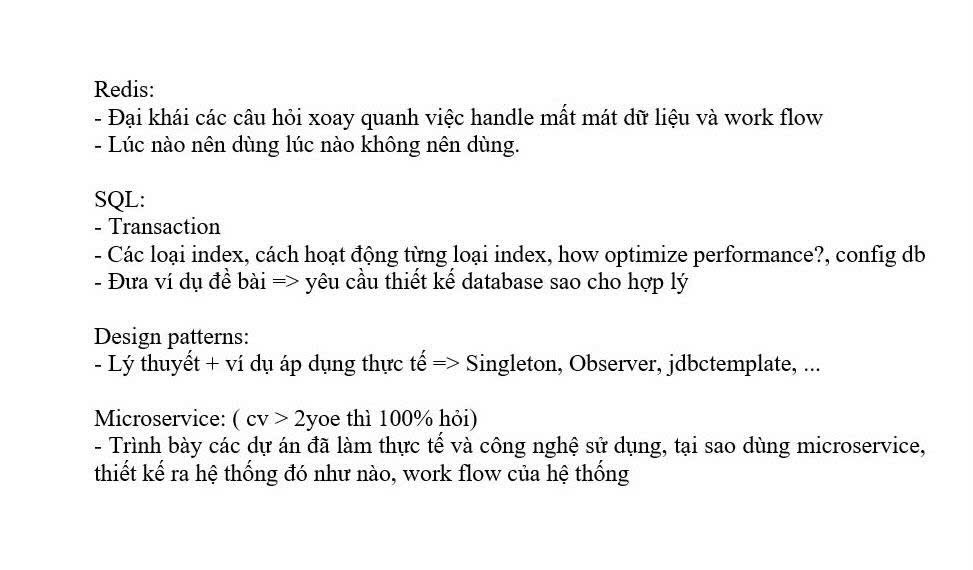 Redis:
- Đại khái các câu hỏi xoay quanh việc handle mất mát dữ liệu và work flow
- Lúc nào nên dùng lúc nào không nên dùng.
SQL:
- Transaction
- Các loại index, cách hoạt động từng loại index, how optimize performance?, config db
- Đưa ví dụ đề bài => yêu cầu thiết kế database sao cho hợp lý
Design patterns:
- Lý thuyết + ví dụ áp dụng thực tế => Singleton, Observer, jdbctemplate, ...
Microservice: ( cv > 2yoe thì 100% hỏi)
- Trình bày các dự án đã làm thực tế và công nghệ sử dụng, tại sao dùng microservice,
thiết kế ra hệ thống đó như nào, work flow của hệ thống